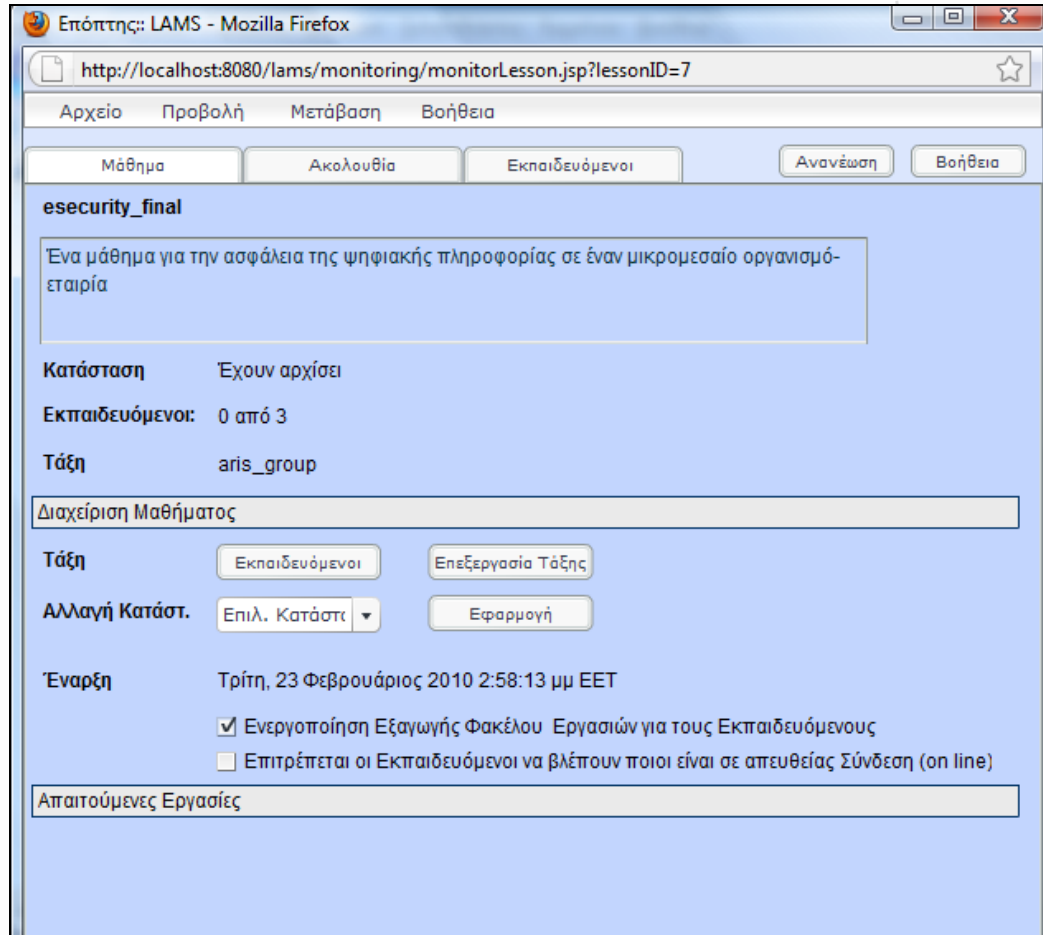 Επόπτης:: LAMS - Mozilla Firefox
http://localhost:8080/lams/monitoring/monitorLesson.jsp?lessonID=7
Αρχείο Προβολή Μετάβαση Βοήθεια
Μάθημα Ακολουθία Εκπαιδευόμενοι Ανανέωση Βοήθεια
esecurity_final
Ένα μάθημα για την ασφάλεια της ψηφιακής πληροφορίας σε έναν μικρομεσαίο οργανισμό-
εταιρία
Κατάσταση Έχουν αρχίσει
Εκπαιδευόμενοι: 0 από 3
Τάξη aris_group
Διαχείριση Μαθήματος
Τάξη Εκπαιδευόμενοι Επεξεργασία Τάξης
Αλλαγή Κατάστ. Επιλ. Κατάστα Εφαρμογή
Έναρξη Τρίτη, 23 Φεβρουάριος 2010 2:58:13 μμ EET
Ενεργοποίηση Εξαγωγής Φακέλου Εργασιών για τους Εκπαιδευόμενους
Επιτρέπεται οι Εκπαιδευόμενοι να βλέπουν ποιοι είναι σε απευθείας Σύνδεση (on line)
Απαιτούμενες Εργασίες